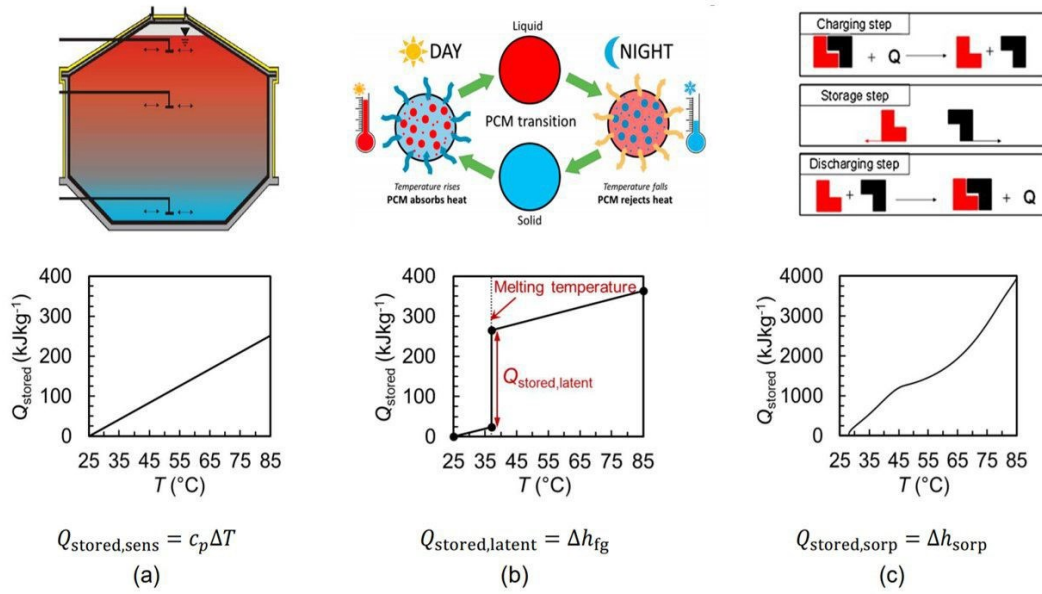 DAY
Liquid
NIGHT
PCM transition
Temperature rises
PCM absorbs heat
Temperature falls
PCM rejects heat
Solid
Charging step
+ Q
+
Storage step
Discharging step
+
+ Q
400
300
200
100
0
Q_stored (kJkg⁻¹)
25 35 45 55 65 75 85
T (°C)
Q_stored,sens = c_pΔT
(a)
400
300
200
100
0
Q_stored (kJkg⁻¹)
Melting temperature
Q_stored,latent
25 35 45 55 65 75 85
T (°C)
Q_stored,latent = Δh_fg
(b)
4000
3000
2000
1000
0
Q_stored (kJkg⁻¹)
25 35 45 55 65 75 85
T (°C)
Q_stored,sorp = Δh_sorp
(c)